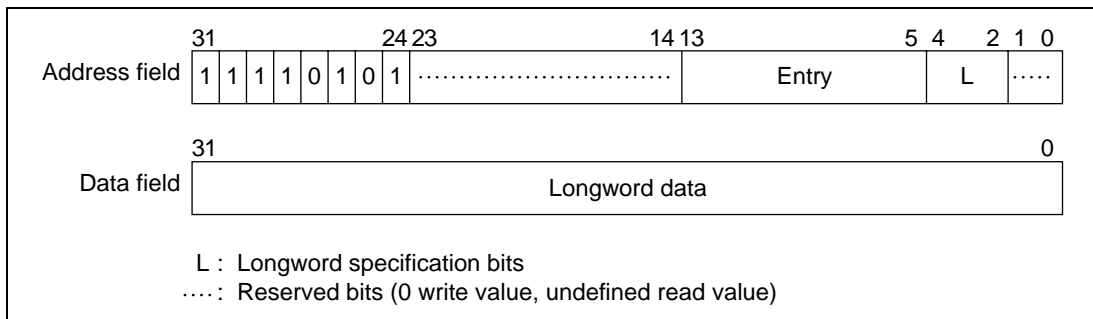 31 24 23 14 13 5 4 2 1 0
Address field 1 1 1 1 0 1 0 1 ............................. Entry L .....
31 0
Data field Longword data
L : Longword specification bits
.... : Reserved bits (0 write value, undefined read value)